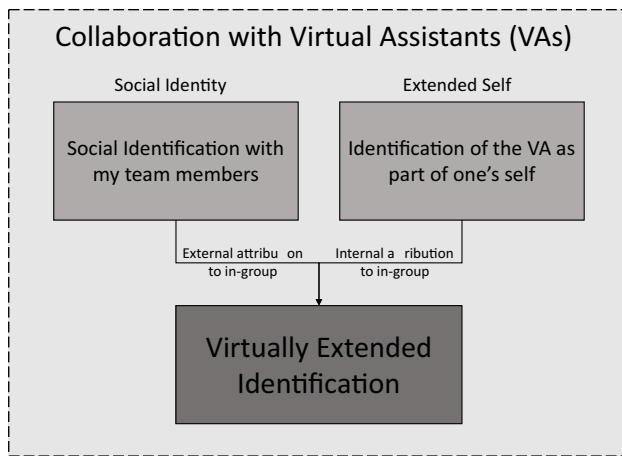 Collaboration with Virtual Assistants (VAs)
Social Identity
Extended Self
Social Identification with
my team members
Identification of the VA as
part of one's self
External attribu on
to in-group
Internal a ribution
to in-group
Virtually Extended
Identification